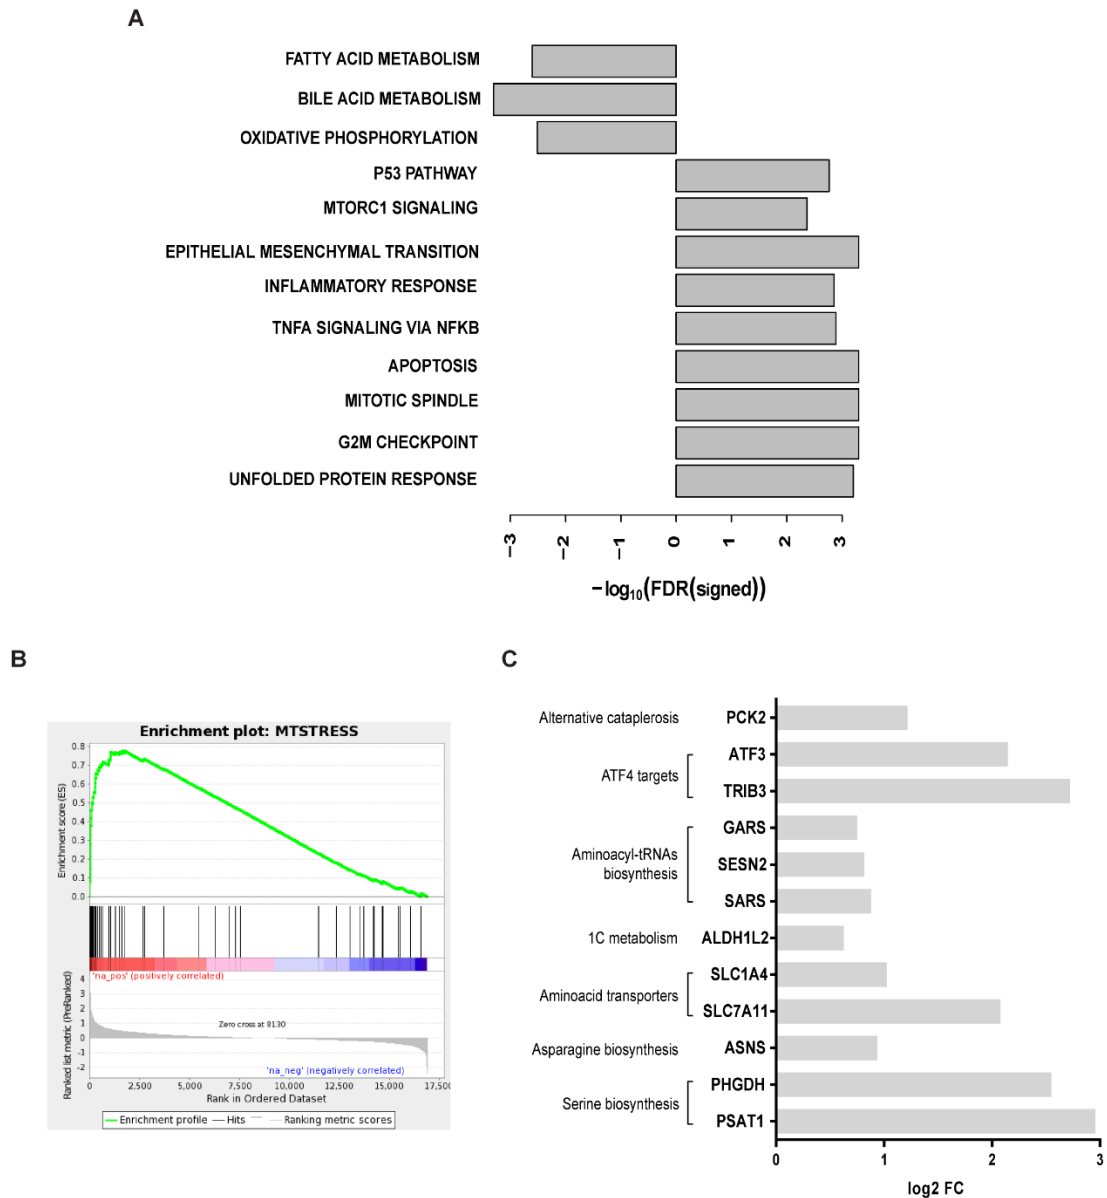 A
FATTY ACID METABOLISM
BILE ACID METABOLISM
OXIDATIVE PHOSPHORYLATION
P53 PATHWAY
MTORC1 SIGNALING
EPITHELIAL MESENCHYMAL TRANSITION
INFLAMMATORY RESPONSE
TNFA SIGNALING VIA NFKB
APOPTOSIS
MITOTIC SPINDLE
G2M CHECKPOINT
UNFOLDED PROTEIN RESPONSE
−3 −2 −1 0 1 2 3
−log10(FDR(signed))
B
Enrichment plot: MTSTRESS
Enrichment score (ES)
0.8
0.7
0.6
0.5
0.4
0.3
0.2
0.1
0.0
'na_pos' (positively correlated)
Ranked list metric (PreRanked)
4
3
2
1
0
-1
-2
Zero cross at 8130
'na_neg' (negatively correlated)
0 2,500 5,000 7,500 10,000 12,500 15,000 17,500
Rank in Ordered Dataset
Enrichment profile Hits Ranking metric scores
C
Alternative cataplerosis PCK2
ATF4 targets
ATF3
TRIB3
Aminoacyl-tRNAs
biosynthesis
GARS
SESN2
SARS
1C metabolism ALDH1L2
Aminoacid transporters
SLC1A4
SLC7A11
Asparagine biosynthesis ASNS
Serine biosynthesis
PHGDH
PSAT1
0 1 2 3
log2 FC